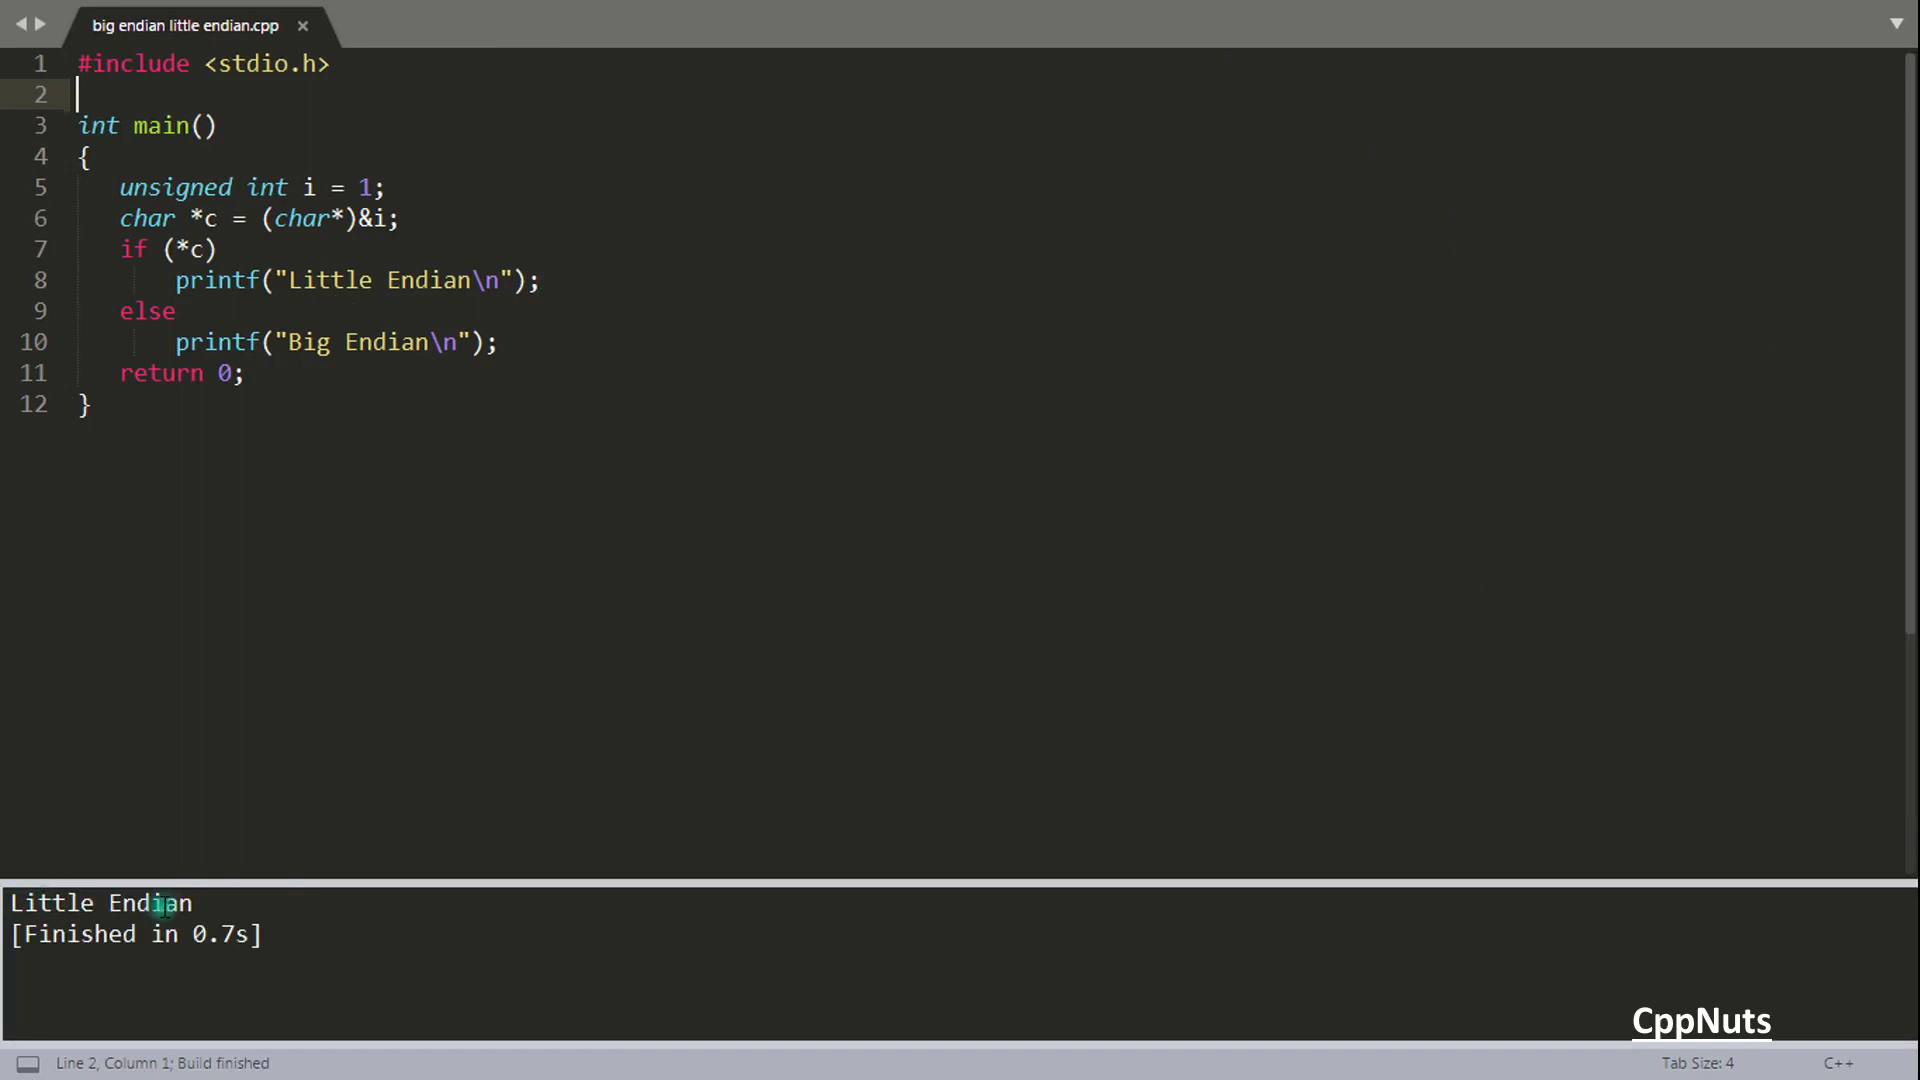 big endian little endian.cpp ×
1 #include <stdio.h>
2
3 int main()
4 {
5 unsigned int i = 1;
6 char *c = (char*)&i;
7 if (*c)
8 printf("Little Endian\n");
9 else
10 printf("Big Endian\n");
11 return 0;
12 }
Little Endian
[Finished in 0.7s]
CppNuts
Line 2, Column 1; Build finished Tab Size: 4 C++